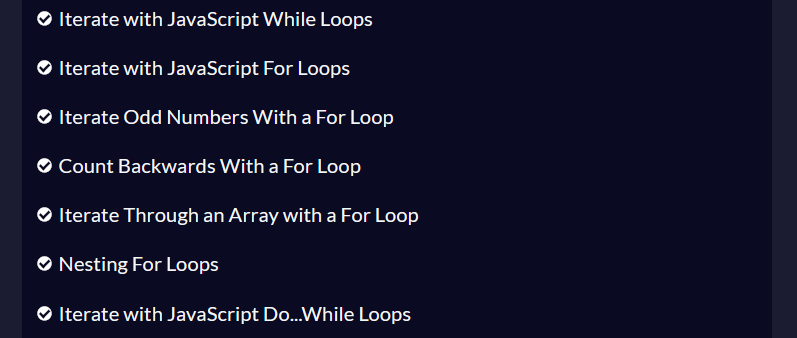 Iterate with JavaScript While Loops
Iterate with JavaScript For Loops
Iterate Odd Numbers With a For Loop
Count Backwards With a For Loop
Iterate Through an Array with a For Loop
Nesting For Loops
Iterate with JavaScript Do...While Loops